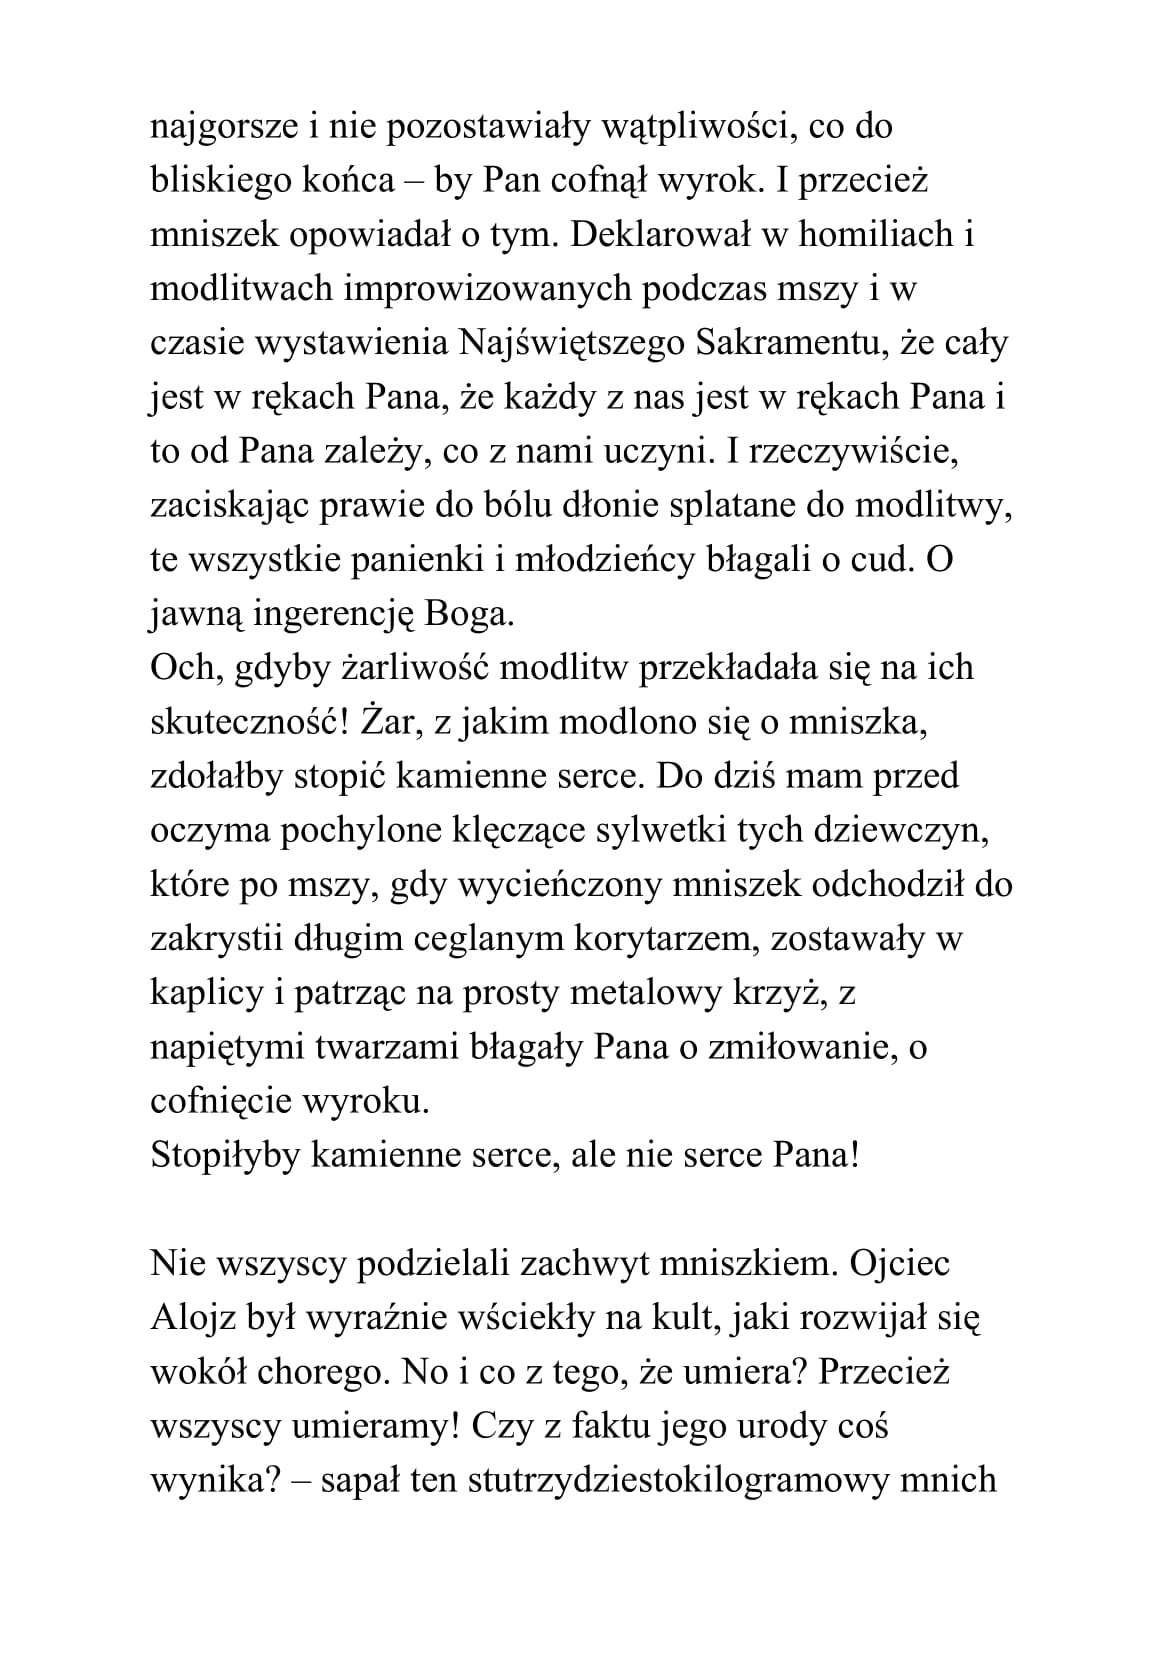 najgorsze i nie pozostawiały wątpliwości, co do
bliskiego końca – by Pan cofnął wyrok. I przecież
mniszek opowiadał o tym. Deklarował w homiliach i
modlitwach improwizowanych podczas mszy i w
czasie wystawienia Najświętszego Sakramentu, że cały
jest w rękach Pana, że każdy z nas jest w rękach Pana i
to od Pana zależy, co z nami uczyni. I rzeczywiście,
zaciskając prawie do bólu dłonie splatane do modlitwy,
te wszystkie panienki i młodzieńcy błagali o cud. O
jawną ingerencję Boga.
Och, gdyby żarliwość modlitw przekładała się na ich
skuteczność! Żar, z jakim modlono się o mniszka,
zdołałby stopić kamienne serce. Do dziś mam przed
oczyma pochylone klęczące sylwetki tych dziewczyn,
które po mszy, gdy wycieńczony mniszek odchodził do
zakrystii długim ceglanym korytarzem, zostawały w
kaplicy i patrząc na prosty metalowy krzyż, z
napiętymi twarzami błagały Pana o zmiłowanie, o
cofnięcie wyroku.
Stopiłyby kamienne serce, ale nie serce Pana!
Nie wszyscy podzielali zachwyt mniszkiem. Ojciec
Alojz był wyraźnie wściekły na kult, jaki rozwijał się
wokół chorego. No i co z tego, że umiera? Przecież
wszyscy umieramy! Czy z faktu jego urody coś
wynika? – sapał ten stutrzydziestokilogramowy mnich